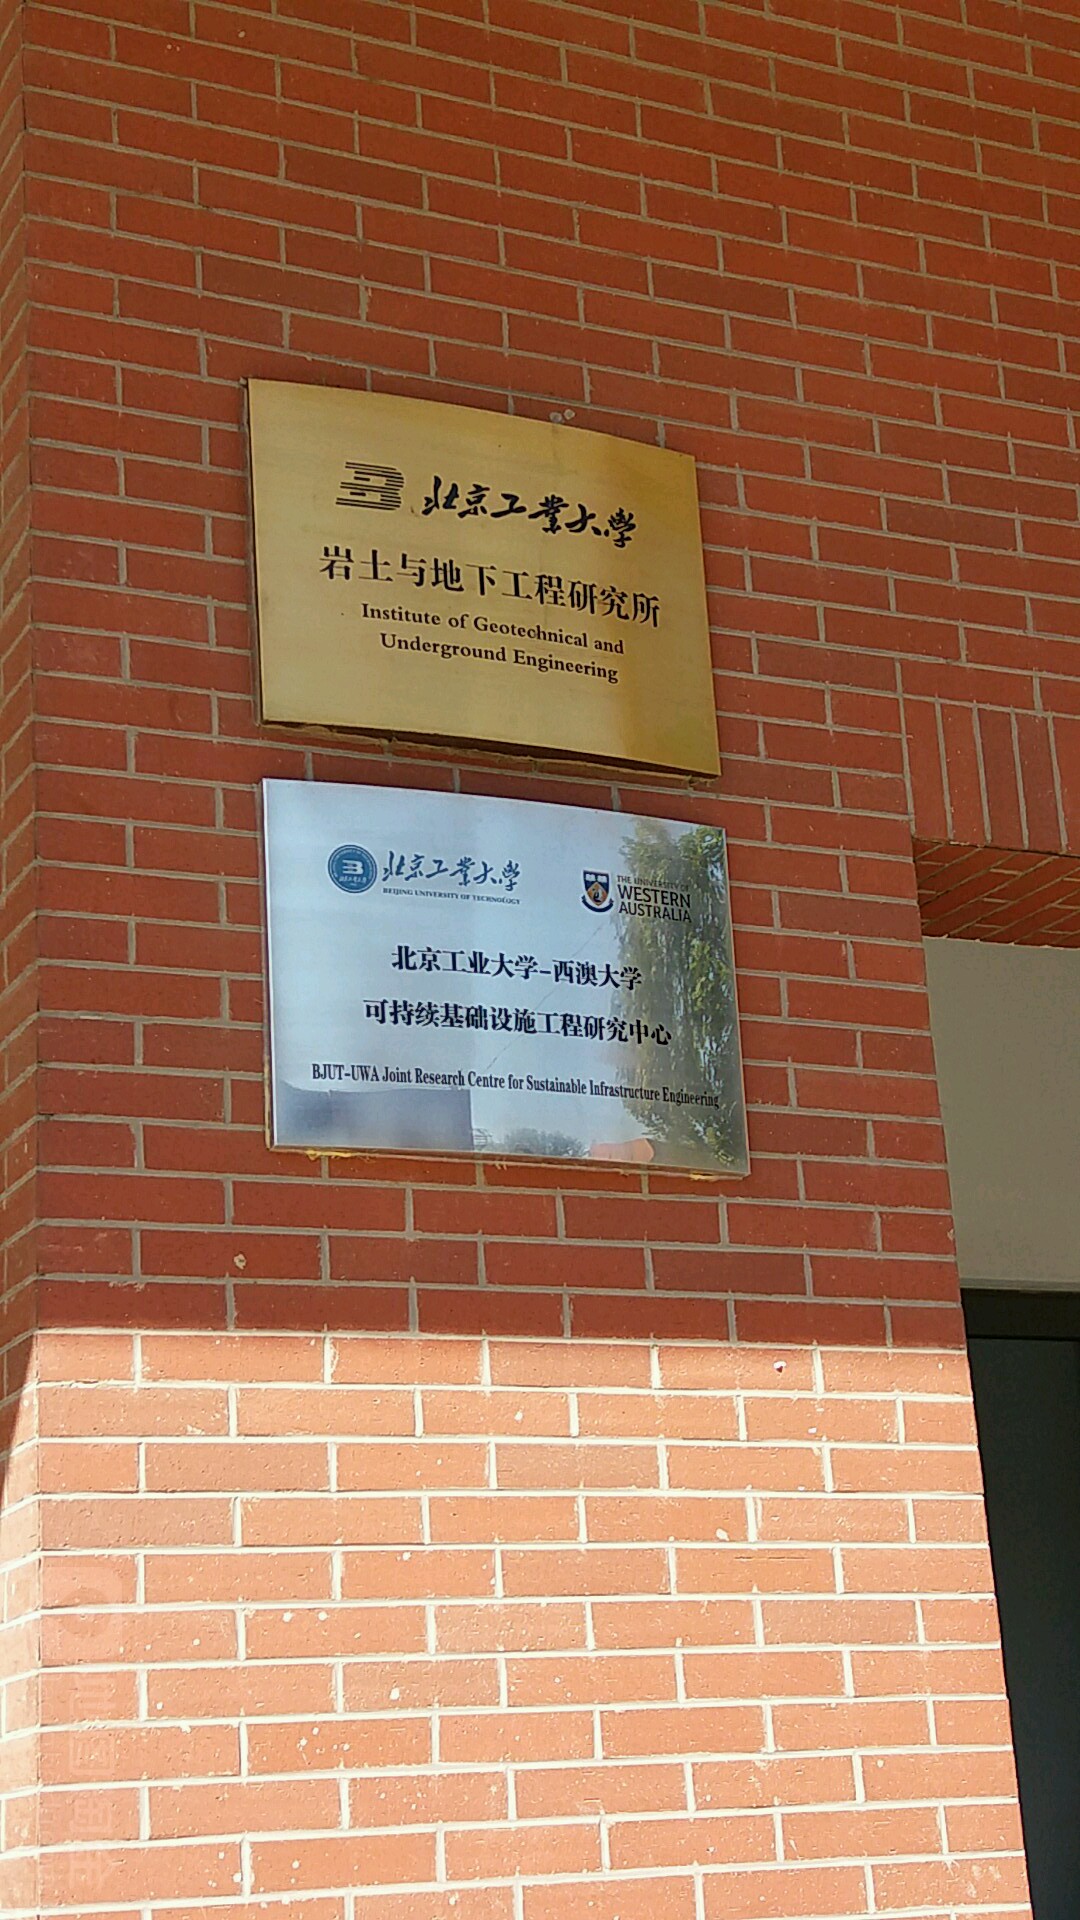 北京工業大學
岩土与地下工程研究所
Institute of Geotechnical and
Underground Engineering
北京工業大學
BEIJING UNIVERSITY OF TECHNOLOGY
THE UNIVERSITY OF
WESTERN
AUSTRALIA
北京工业大学-西澳大学
可持续基础设施工程研究中心
BJUT-UWA Joint Research Centre for Sustainable Infrastructure Engineering